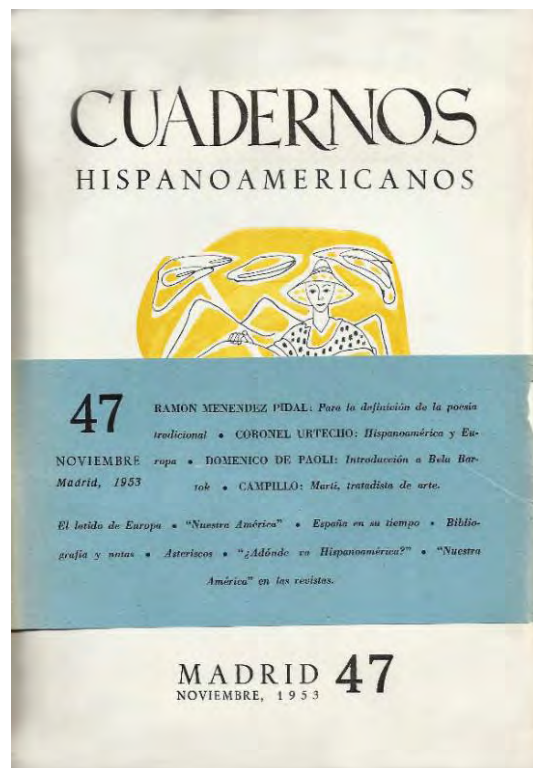 CUADERNOS
HISPANOAMERICANOS
47
NOVIEMBRE
Madrid, 1953
RAMON MENENDEZ PIDAL: Para la definición de la poesía
tradicional • CORONEL URTECHO: Hispanoamérica y Eu-
ropa • DOMENICO DE PAOLI: Introducción a Bela Bar-
tok • CAMPILLO: Martí, tratadista de arte.
El latido de Europa • "Nuestra América" • España en su tiempo • Biblio-
grafía y notas • Asteriscos • "¿Adónde va Hispanoamérica?" • "Nuestra
América" en las revistas.
MADRID 47
NOVIEMBRE, 1953